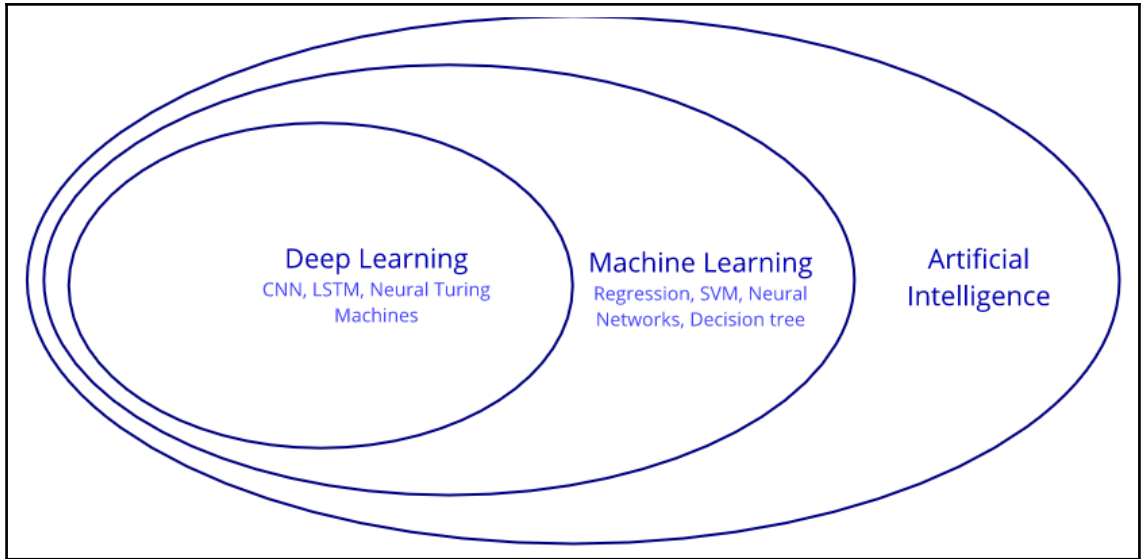 Deep Learning
CNN, LSTM, Neural Turing
Machines
Machine Learning
Regression, SVM, Neural
Networks, Decision tree
Artificial
Intelligence